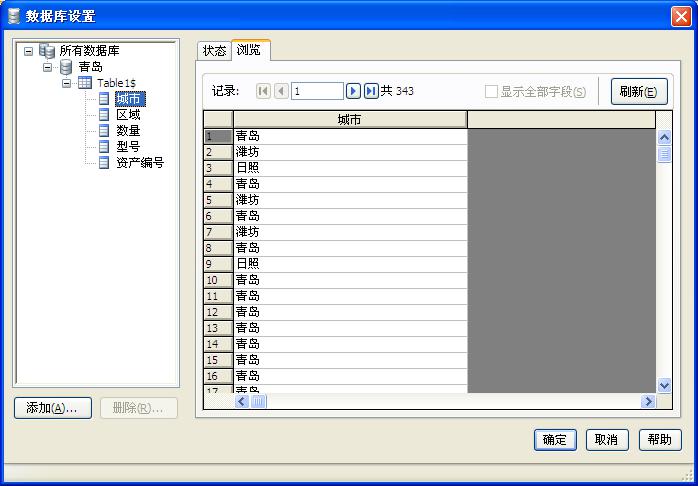 数据库设置
所有数据库
青岛
Table1$
城市
区域
数量
型号
资产编号
添加(A)...
删除(R)...
状态
浏览
记录: 1 共 343
显示全部字段(S)
刷新(E)
城市
1 青岛
2 潍坊
3 日照
4 青岛
5 潍坊
6 青岛
7 潍坊
8 青岛
9 日照
10 青岛
11 青岛
12 青岛
13 青岛
14 青岛
15 青岛
16 青岛
17 青岛
确定
取消
帮助